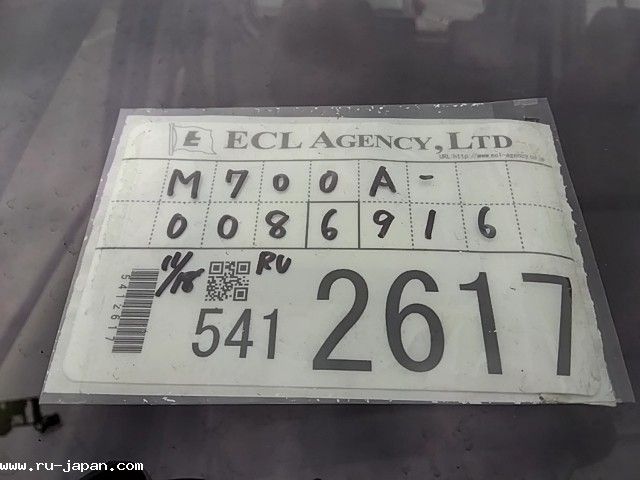 E ECL AGENCY, LTD
URL:http://www.ecl-agency.co.jp
M700A-
0086916
11/18 RU
5412617
541 2617
www.ru-japan.com